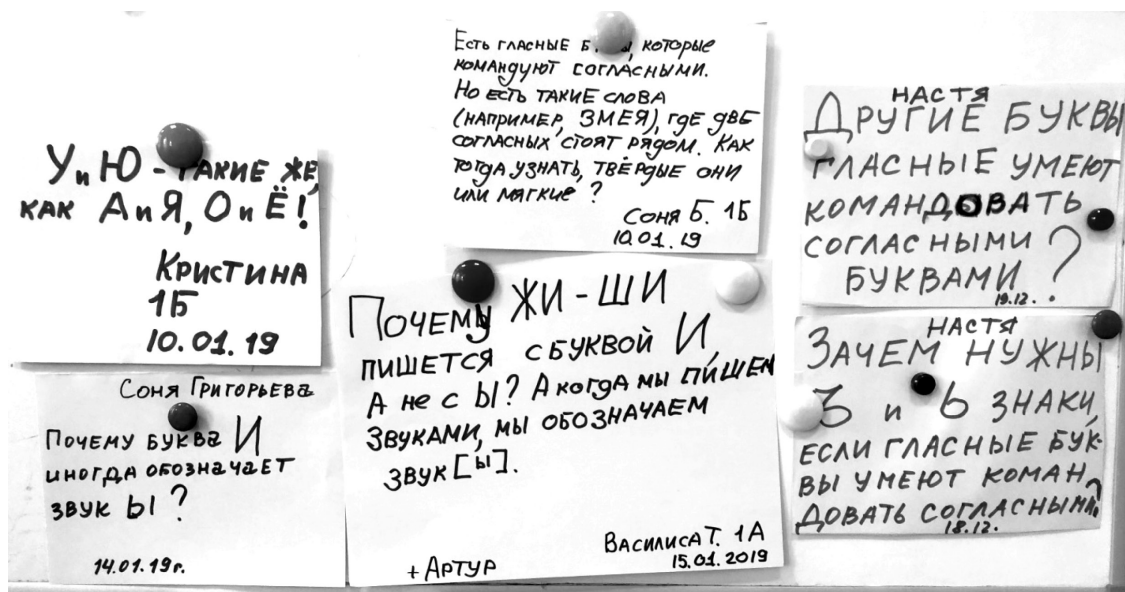 У и Ю - ТАКИЕ ЖЕ,
КАК А и Я, О и Ё!
КРИСТИНА
1Б
10.01.19
СОНЯ ГРИГОРЬЕВА
ПОЧЕМУ БУКВА И
ИНОГДА ОБОЗНАЧАЕТ
ЗВУК Ы?
14.01.19г.
ЕСТЬ ГЛАСНЫЕ КОТОРЫЕ
КОМАНДУЮТ СОГЛАСНЫМИ.
НО ЕСТЬ ТАКИЕ СЛОВА
(НАПРИМЕР, ЗМЕЯ), ГДЕ ДВЕ
СОГЛАСНЫХ СТОЯТ РЯДОМ. КАК
ТОГДА УЗНАТЬ, ТВЁРДЫЕ ОНИ
ИЛИ МЯГКИЕ?
СОНЯ Б. 1Б
10.01.19
ПОЧЕМУ ЖИ-ШИ
ПИШЕТСЯ С БУКВОЙ И,
А НЕ С Ы? А КОГДА МЫ ПИШЕМ
ЗВУКАМИ, МЫ ОБОЗНАЧАЕМ
ЗВУК [Ы].
ВАСИЛИСА Т. 1А
+ АРТУР 15.01.2019
НАСТЯ
ДРУГИЕ БУКВЫ
ГЛАСНЫЕ УМЕЮТ
КОМАНДОВАТЬ
СОГЛАСНЫМИ
БУКВАМИ?
19.12.
НАСТЯ
ЗАЧЕМ НУЖНЫ
Ъ и Ь ЗНАКИ,
ЕСЛИ ГЛАСНЫЕ БУК-
ВЫ УМЕЮТ КОМАН-
ДОВАТЬ СОГЛАСНЫМИ?
18.12.